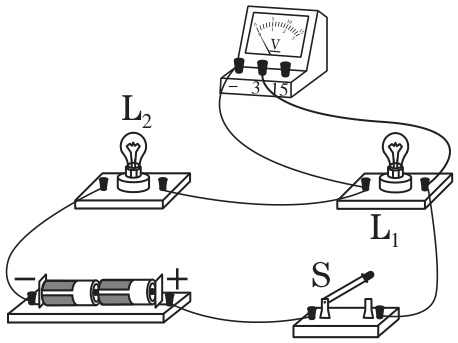 V
– 3 15
L₂
L₁
– +
S